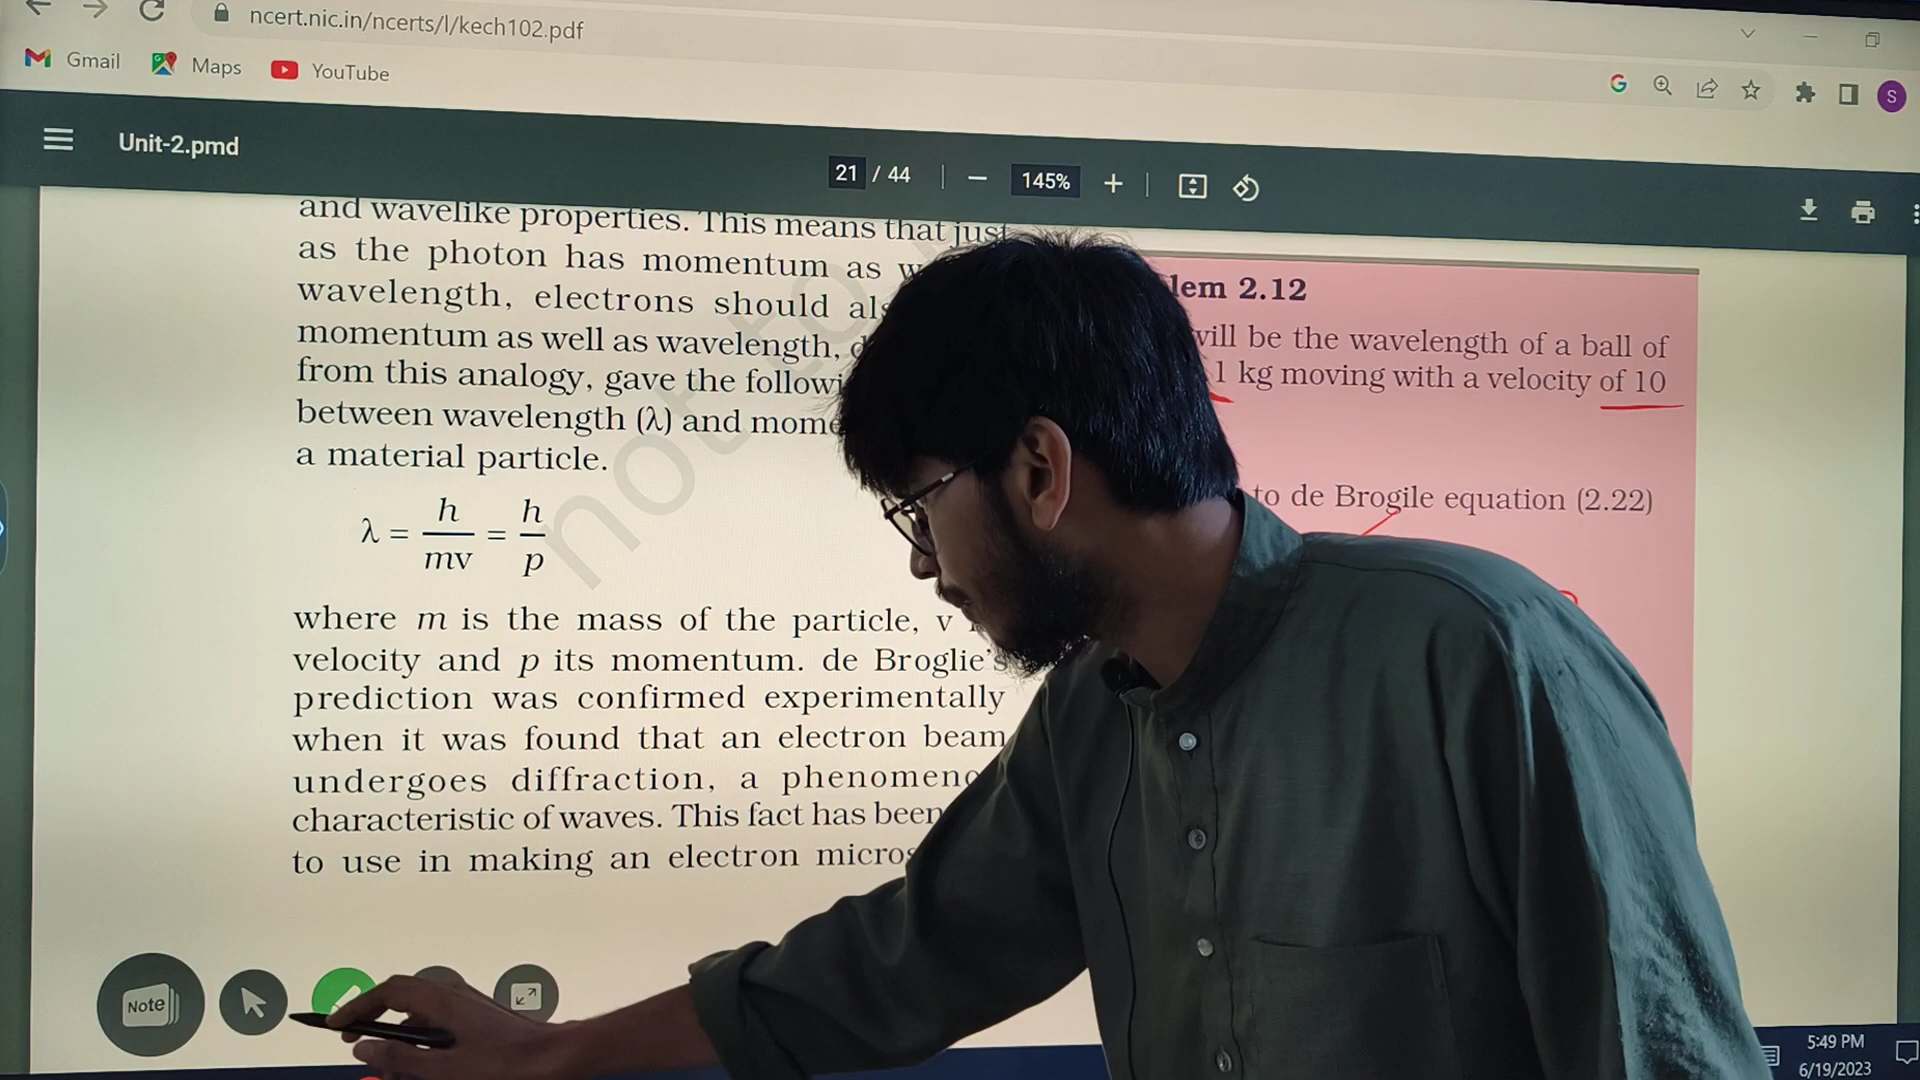 ncert.nic.in/ncerts/l/kech102.pdf
Gmail
Maps
YouTube
S
Unit-2.pmd
21 / 44
145%
and wavelike properties. This means that just
as the photon has momentum as
wavelength, electrons should
momentum as well as wavelength,
from this analogy, gave the
between wavelength (λ) and
a material particle.
λ = h/mv = h/p
where m is the mass of the particle, v
velocity and p its momentum. de Broglie's
prediction was confirmed experimentally
when it was found that an electron beam
undergoes diffraction, a
characteristic of waves. This fact has been
to use in making an electron
not to
2.12
will be the wavelength of a ball of
1 kg moving with a velocity of 10
to de Brogile equation (2.22)
Note
5:49 PM
6/19/2023